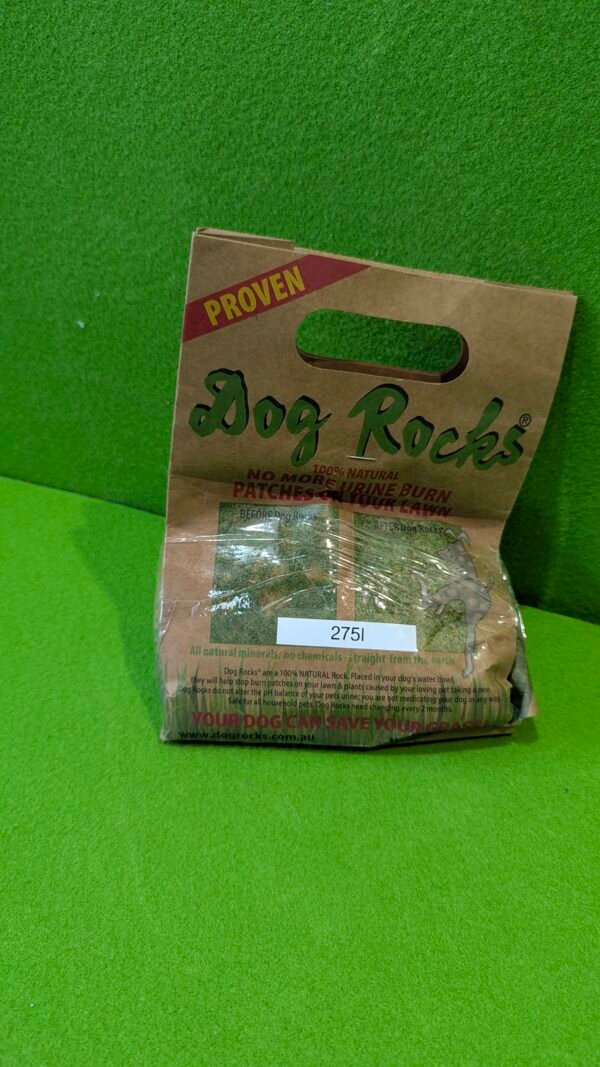 PROVEN
Dog Rocks®
100% NATURAL
NO MORE URINE BURN
PATCHES ON YOUR LAWN
BEFORE Dog Rocks
AFTER Dog Rocks
275l
All natural minerals, no chemicals - straight from the earth
Dog Rocks® are a 100% NATURAL Rock. Placed in your dog's water bowl,
they will help stop burn patches on your lawn & plants caused by your loving pet taking a pee.
Dog Rocks do not alter the pH balance of your pets urine; you are not medicating your dog in any way.
Safe for all household pets. Dog Rocks need changing every 2 months.
YOUR DOG CAN SAVE YOUR GRASS!
www.dogrocks.com.au